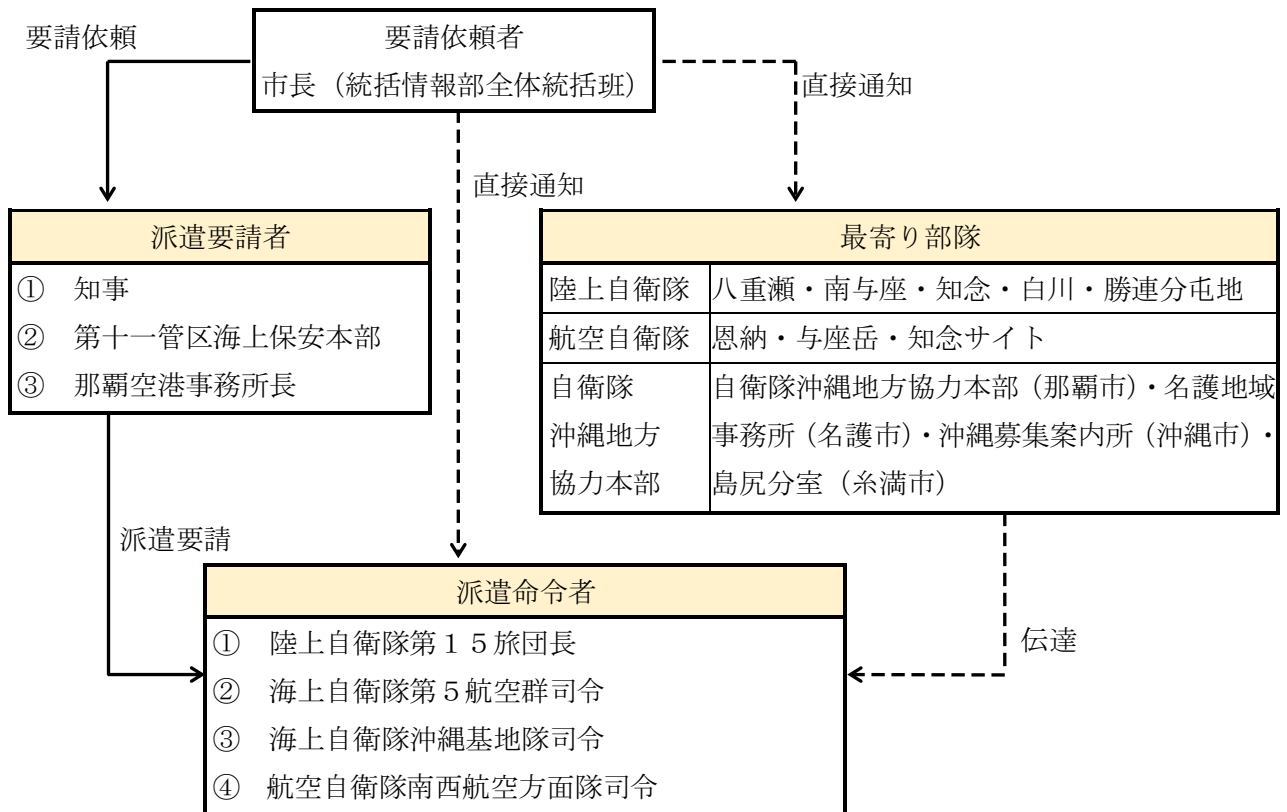 要請依頼
要請依頼者
市長（統括情報部全体統括班）
直接通知
直接通知
派遣要請者
① 知事
② 第十一管区海上保安本部
③ 那覇空港事務所長
最寄り部隊
陸上自衛隊 八重瀬・南与座・知念・白川・勝連分屯地
航空自衛隊 恩納・与座岳・知念サイト
自衛隊 自衛隊沖縄地方協力本部（那覇市）・名護地域
沖縄地方 事務所（名護市）・沖縄募集案内所（沖縄市）・
協力本部 島尻分室（糸満市）
派遣要請
伝達
派遣命令者
① 陸上自衛隊第１５旅団長
② 海上自衛隊第５航空群司令
③ 海上自衛隊沖縄基地隊司令
④ 航空自衛隊南西航空方面隊司令